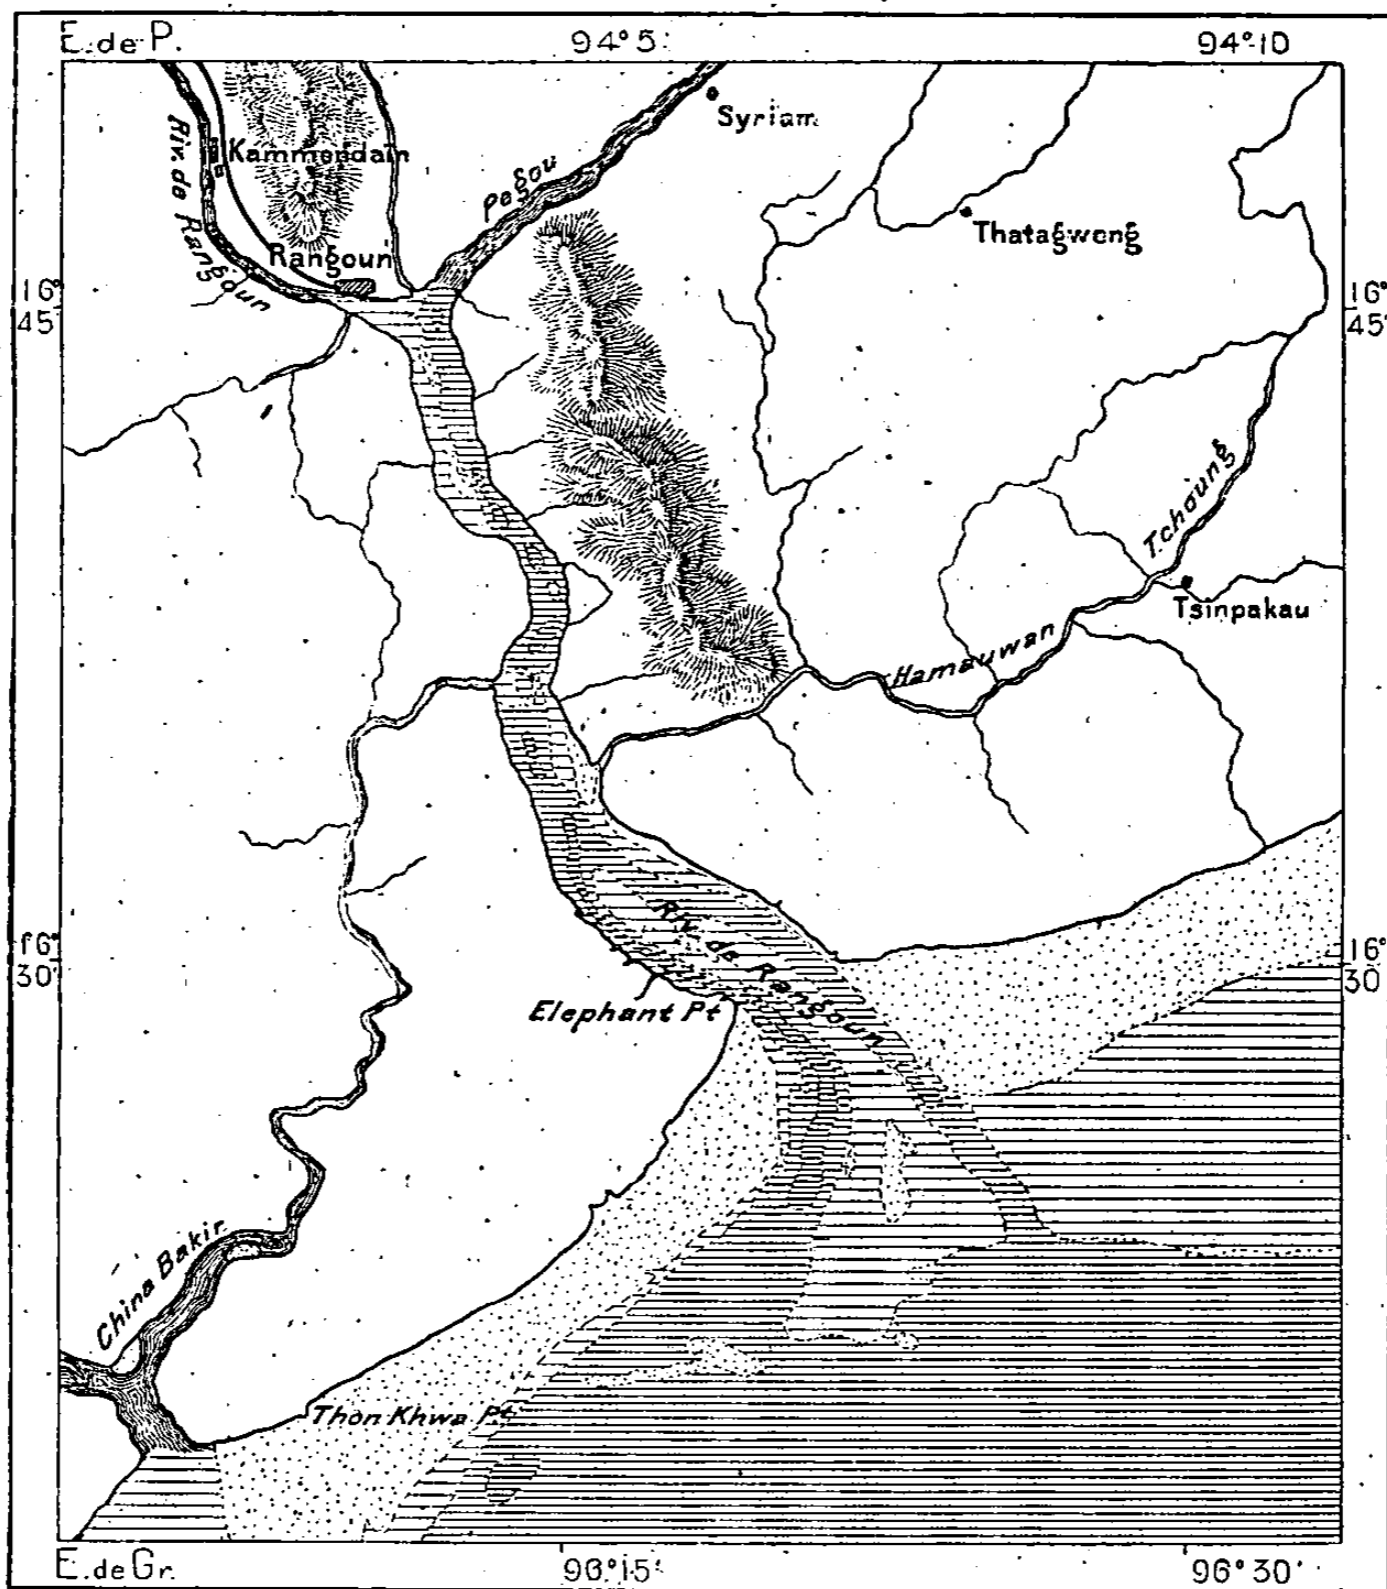 E. de P.
94°5'
94°10
Syriam
Riv. de Rangoun
Kammendain
Pegou
Thatagweng
Rangoun
16°
45'
16°
45'
Tchoung
Tsinpakau
Hamauwan
Riv. de Rangoun
16°
30'
16°
30
Elephant Pt
China Bakir
Thon Khwa Pt
E. de Gr.
96°15'
96°30'